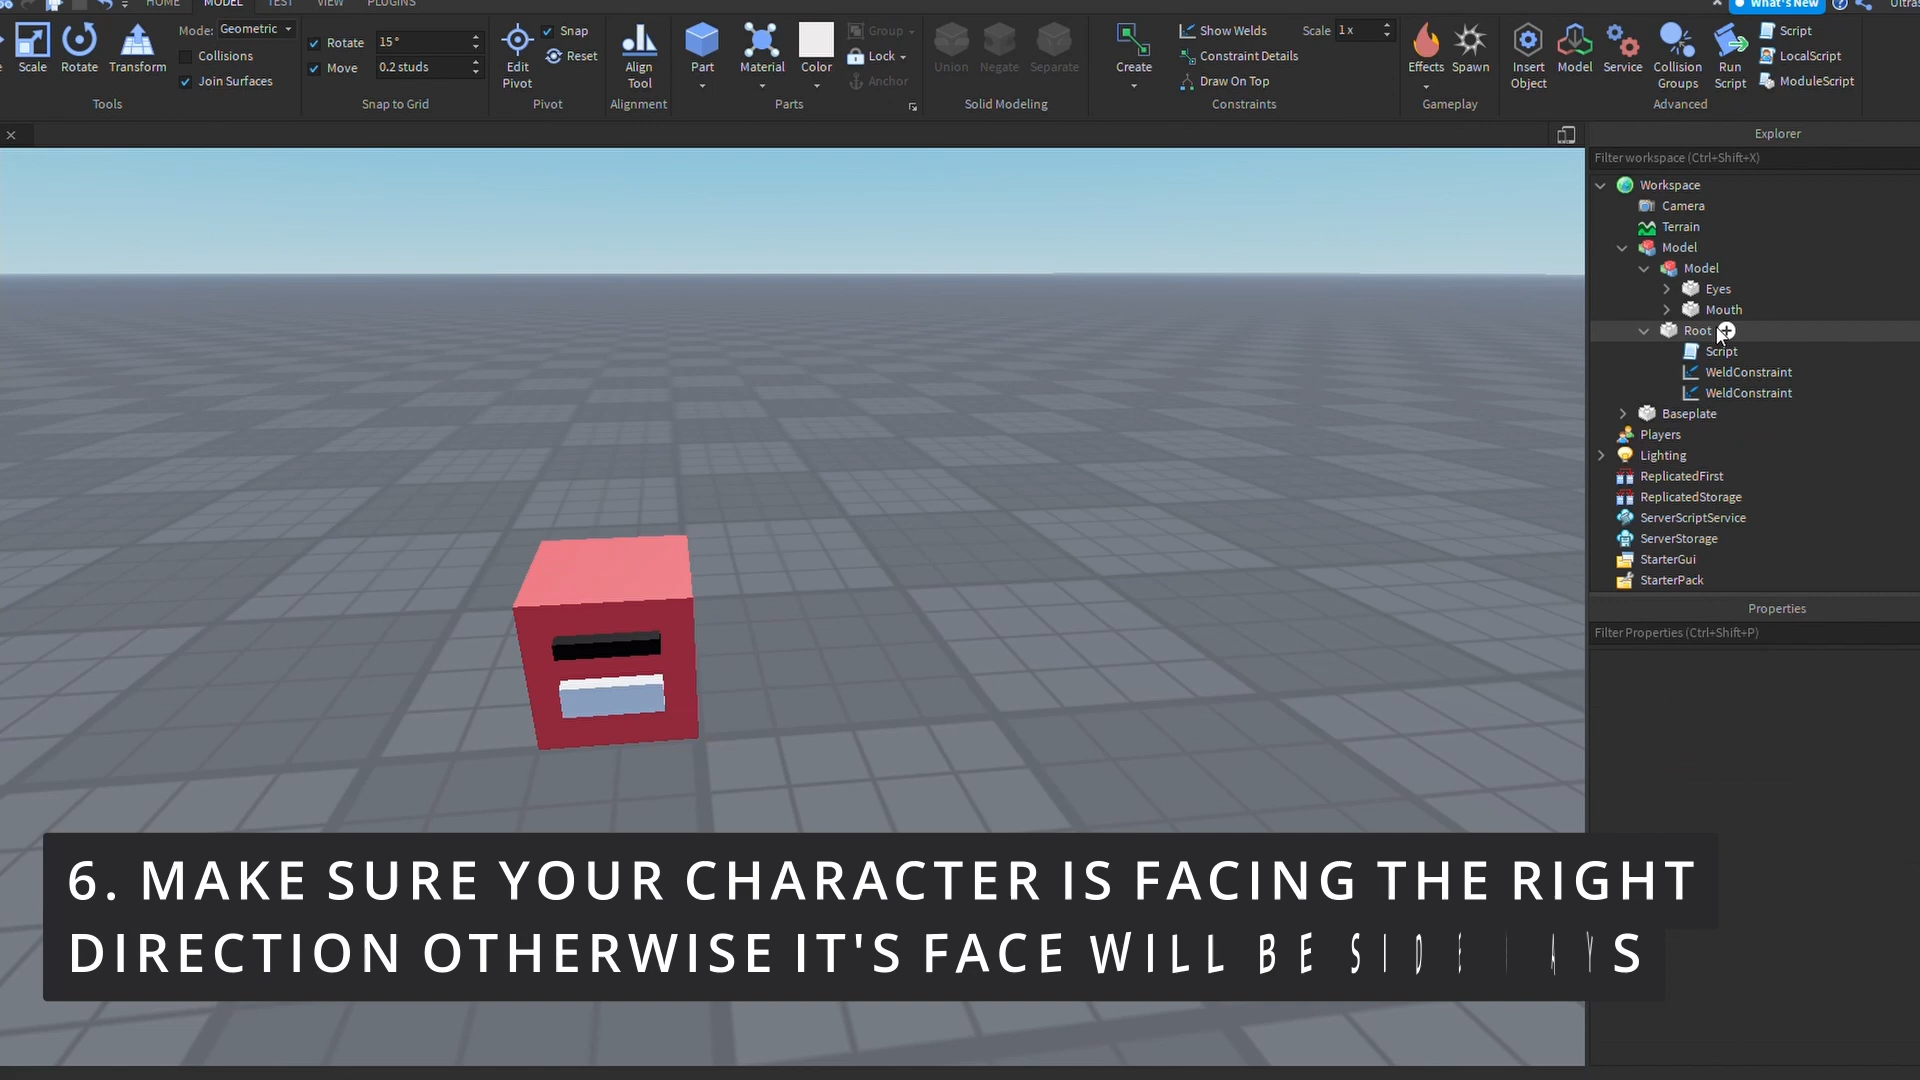 HOME MODEL TEST VIEW PLUGINS What's New
Scale Rotate Transform
Mode: Geometric
Collisions
Join Surfaces
Tools
Rotate 15°
Move 0.2 studs
Snap to Grid
Edit Pivot
Snap
Reset
Pivot
Align Tool
Alignment
Part Material Color
Group
Lock
Anchor
Parts
Union Negate Separate
Solid Modeling
Create
Show Welds
Constraint Details
Draw On Top
Scale 1 x
Constraints
Effects Spawn
Gameplay
Insert Object
Model
Service
Collision Groups
Run Script
Script
LocalScript
ModuleScript
Advanced
Explorer
Filter workspace (Ctrl+Shift+X)
Workspace
Camera
Terrain
Model
Model
Eyes
Mouth
Root
Script
WeldConstraint
WeldConstraint
Baseplate
Players
Lighting
ReplicatedFirst
ReplicatedStorage
ServerScriptService
ServerStorage
StarterGui
StarterPack
Properties
Filter Properties (Ctrl+Shift+P)
6. MAKE SURE YOUR CHARACTER IS FACING THE RIGHT
DIRECTION OTHERWISE IT'S FACE WILL BE SIDEWAYS